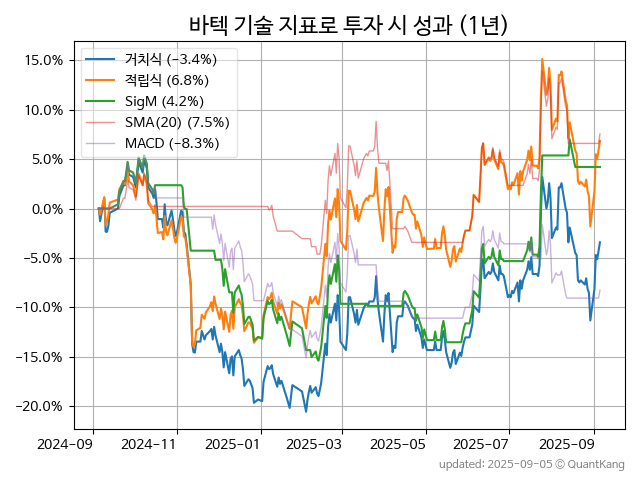 바텍 기술 지표로 투자 시 성과 (1년)
거치식 (−3.4%)
적립식 (6.8%)
SigM (4.2%)
SMA(20) (7.5%)
MACD (−8.3%)
15.0%
10.0%
5.0%
0.0%
−5.0%
−10.0%
−15.0%
−20.0%
2024-09 2024-11 2025-01 2025-03 2025-05 2025-07 2025-09
updated: 2025-09-05 © QuantKang